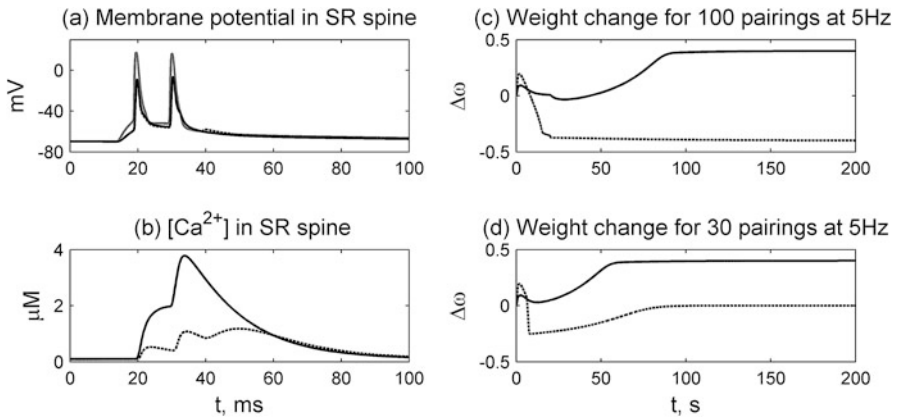 (a) Membrane potential in SR spine
mV
0
-40
-80
0 20 40 60 80 100
(b) [Ca2+] in SR spine
μM
4
2
0
0 20 40 60 80 100
t, ms
(c) Weight change for 100 pairings at 5Hz
Δω
0.5
0
-0.5
0 50 100 150 200
(d) Weight change for 30 pairings at 5Hz
Δω
0.5
0
-0.5
0 50 100 150 200
t, s